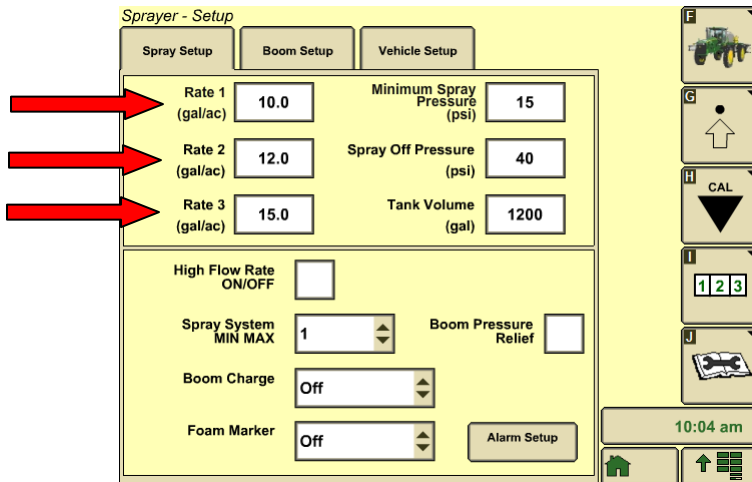 Sprayer - Setup
Spray Setup
Boom Setup
Vehicle Setup
Rate 1
(gal/ac)
10.0
Minimum Spray
Pressure
(psi)
15
Rate 2
(gal/ac)
12.0
Spray Off Pressure
(psi)
40
Rate 3
(gal/ac)
15.0
Tank Volume
(gal)
1200
High Flow Rate
ON/OFF
Spray System
MIN MAX
1
Boom Pressure
Relief
Boom Charge
Off
Foam Marker
Off
Alarm Setup
F
G
H
CAL
I
1 2 3
J
10:04 am